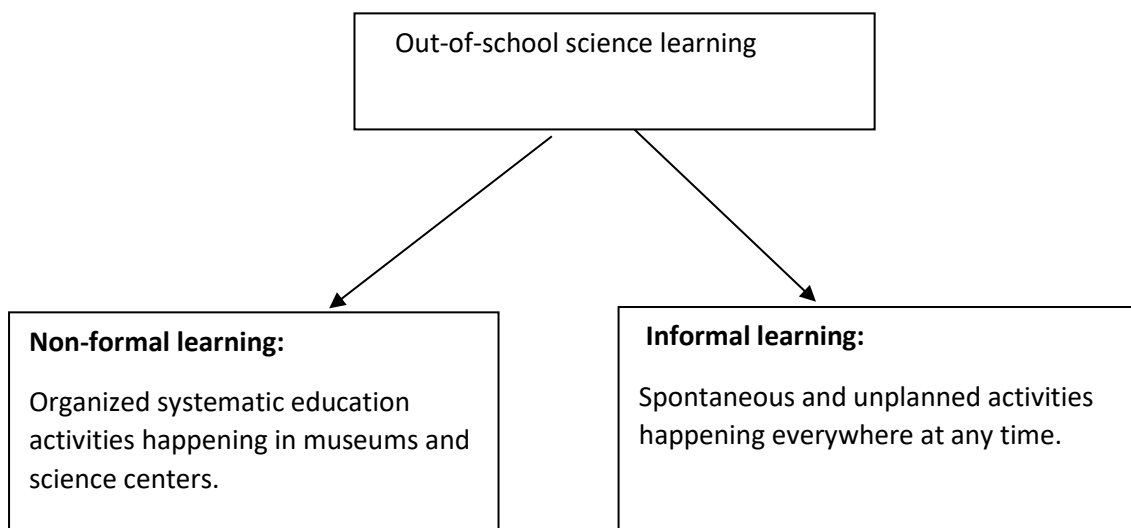 Out-of-school science learning
Non-formal learning:
Organized systematic education
activities happening in museums and
science centers.
Informal learning:
Spontaneous and unplanned activities
happening everywhere at any time.